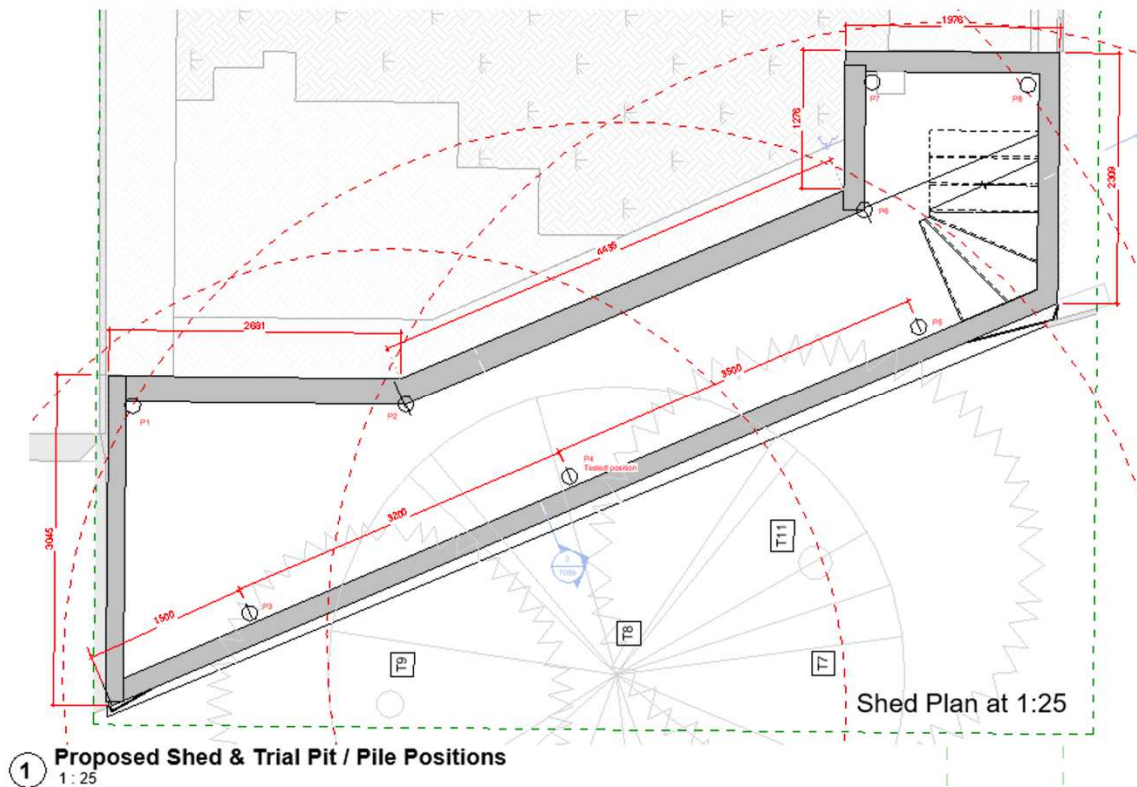 1976
P7
P8
1276
2309
P6
4435
2681
P5
3500
P1
P2
P4
Tested position
3200
3045
T11
3
P3
1500
T8
T9
T7
Shed Plan at 1:25
1
Proposed Shed & Trial Pit / Pile Positions
1 : 25